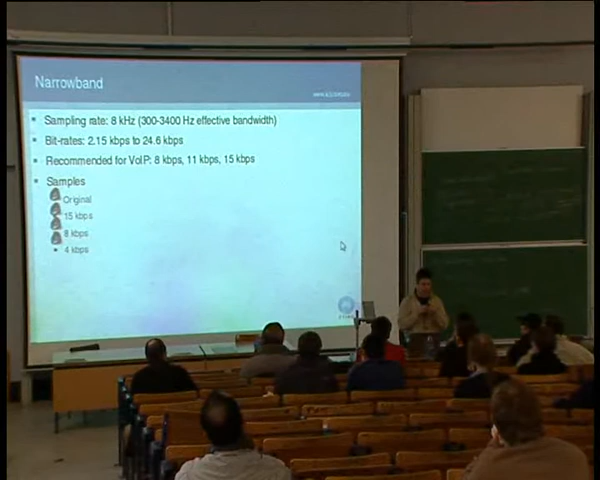 Narrowband
Sampling rate: 8 kHz (300-3400 Hz effective bandwidth)
Bit-rates: 2.15 kbps to 24.6 kbps
Recommended for VoIP: 8 kbps, 11 kbps, 15 kbps
Samples
Original
15 kbps
8 kbps
4 kbps